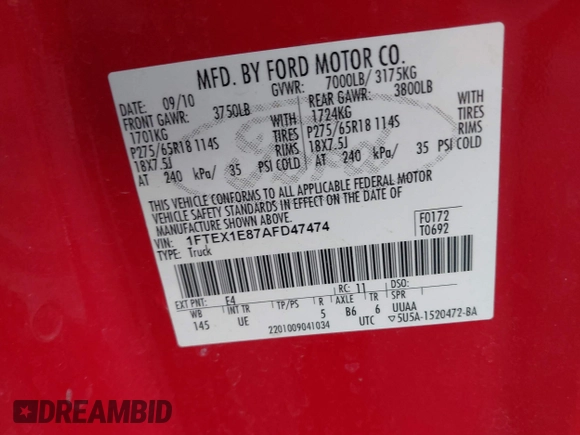 MFD. BY FORD MOTOR CO.
DATE: 09/10 GVWR: 7000LB/ 3175KG
FRONT GAWR: 3750LB REAR GAWR: 3800LB
1701KG 1724KG
P275/65R18 114S TIRES P275/65R18 114S TIRES
18X7.5J RIMS 18X7.5J RIMS
AT 240 kPa/ 35 PSI COLD AT 240 kPa/ 35 PSI COLD
THIS VEHICLE CONFORMS TO ALL APPLICABLE FEDERAL MOTOR
VEHICLE SAFETY STANDARDS IN EFFECT ON THE DATE OF
MANUFACTURE SHOWN ABOVE.
VIN: 1FTEX1E87AFD47474 F0172
TYPE: Truck T0692
EXT PNT: E4 RC: 11 DSO:
WB INT TR TP/PS R AXLE TR SPR
145 UE 5 B6 6 UUAA
2201009041034 UTC 5U5A-1520472-BA
Ford
DREAMBID